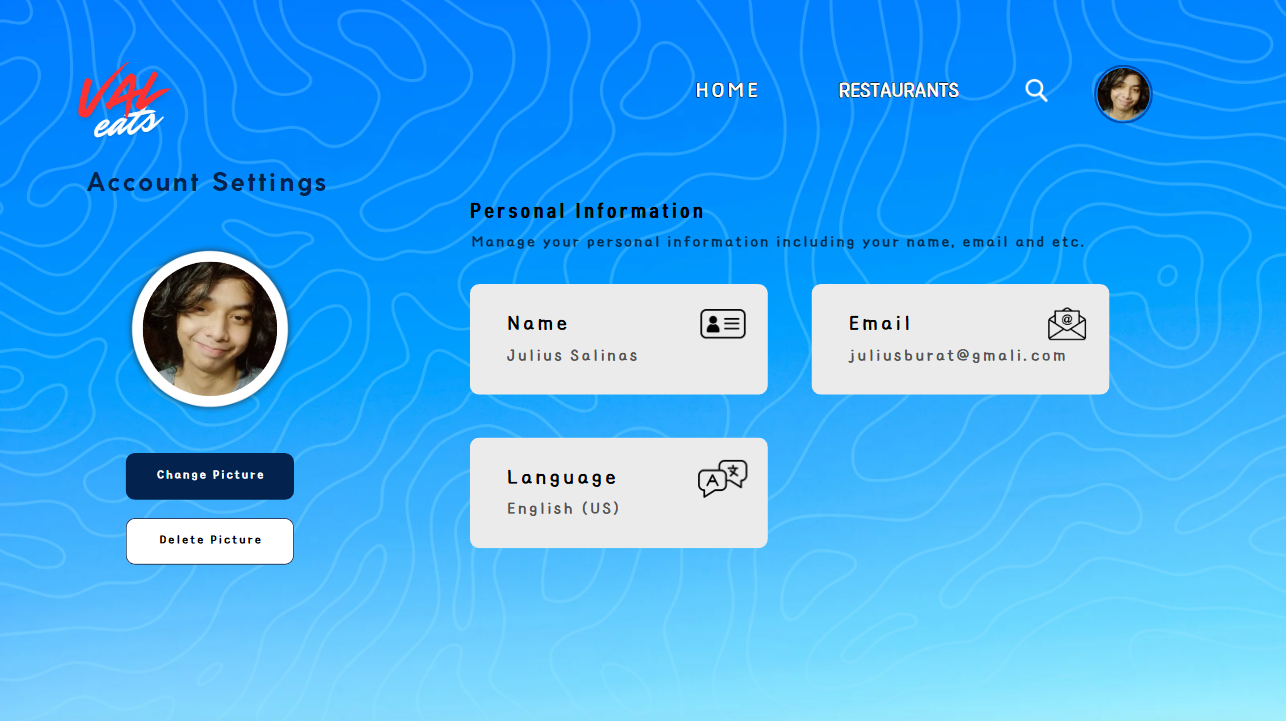 VAL
eats
HOME
RESTAURANTS
Account Settings
Personal Information
Manage your personal information including your name, email and etc.
Name
Julius Salinas
Email
juliusburat@gmali.com
@
Language
English (US)
A
文
Change Picture
Delete Picture